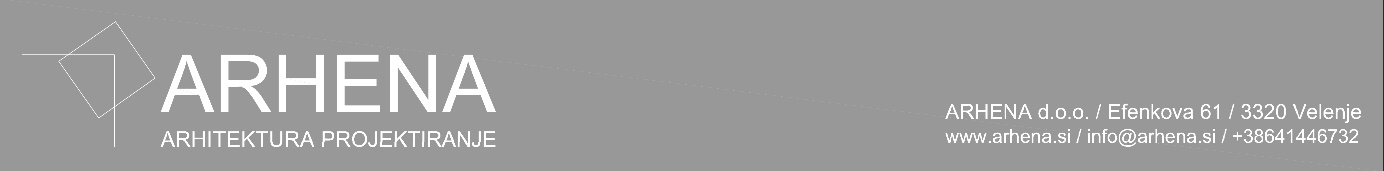 ARHENA
ARHITEKTURA PROJEKTIRANJE
ARHENA d.o.o. / Efenkova 61 / 3320 Velenje
www.arhena.si / info@arhena.si / +38641446732